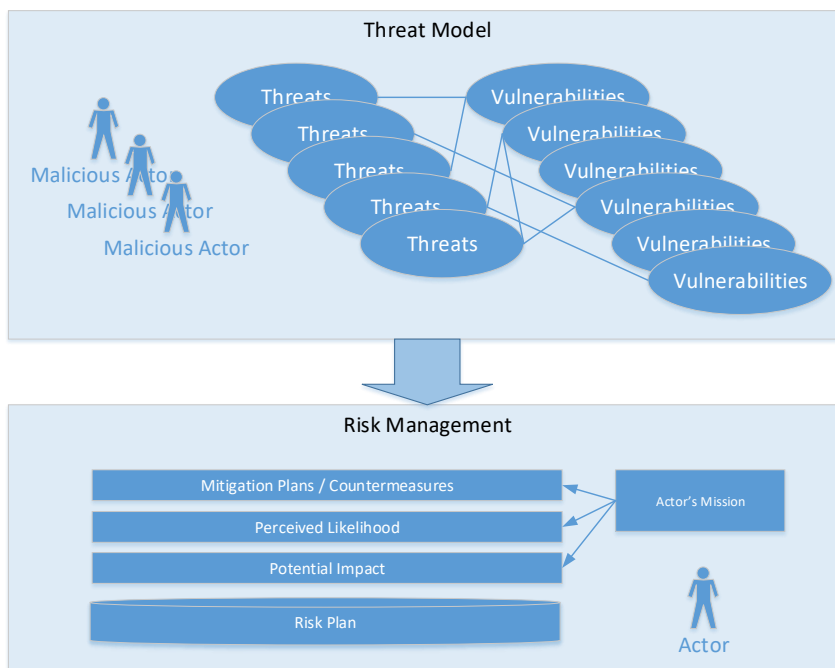 Threat Model
Threats
Threats
Threats
Threats
Threats
Vulnerabilities
Vulnerabilities
Vulnerabilities
Vulnerabilities
Vulnerabilities
Vulnerabilities
Malicious Actor
Malicious Actor
Malicious Actor
Risk Management
Mitigation Plans / Countermeasures
Perceived Likelihood
Potential Impact
Risk Plan
Actor's Mission
Actor